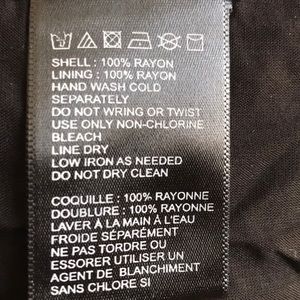 SHELL : 100% RAYON
LINING : 100% RAYON
HAND WASH COLD
SEPARATELY
DO NOT WRING OR TWIST
USE ONLY NON-CHLORINE
BLEACH
LINE DRY
LOW IRON AS NEEDED
DO NOT DRY CLEAN
COQUILLE : 100% RAYONNE
DOUBLURE : 100% RAYONNE
LAVER À LA MAIN À L'EAU
FROIDE SÉPARÉMENT
NE PAS TORDRE OU
ESSORER UTILISER UN
AGENT DE BLANCHIMENT
SANS CHLORE SI